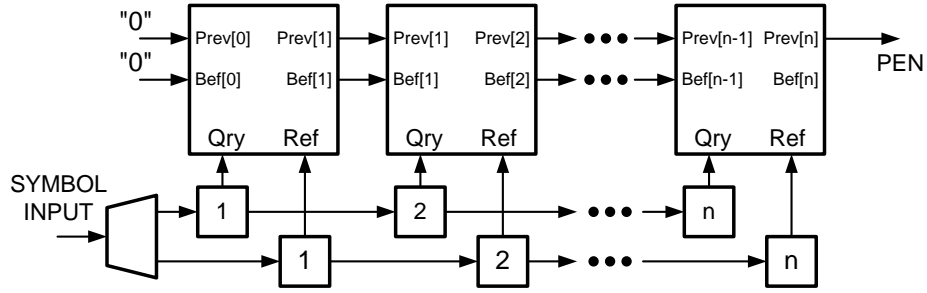 "0" Prev[0] Prev[1] Prev[1] Prev[2] Prev[n-1] Prev[n]
"0" Bef[0] Bef[1] Bef[1] Bef[2] Bef[n-1] Bef[n] PEN
Qry Ref Qry Ref Qry Ref
SYMBOL
INPUT
1 2 n
1 2 n